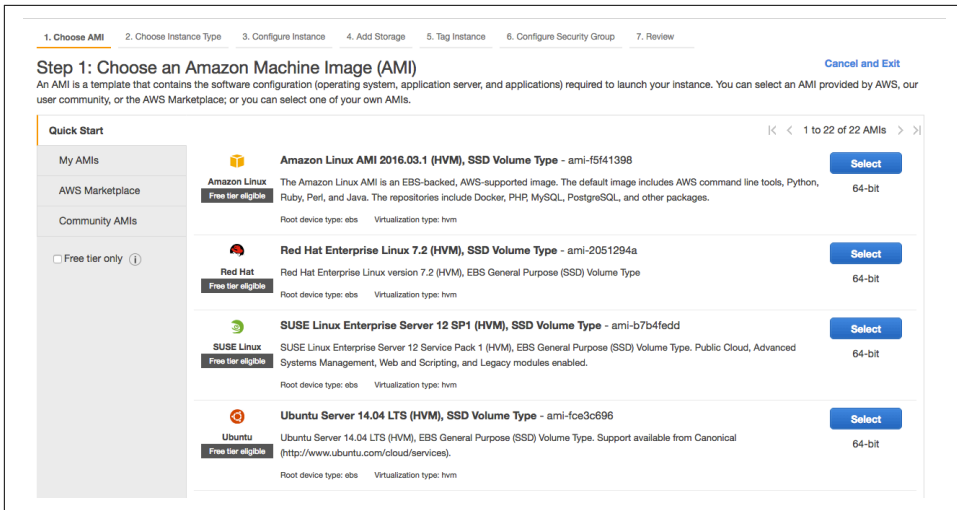 1. Choose AMI 2. Choose Instance Type 3. Configure Instance 4. Add Storage 5. Tag Instance 6. Configure Security Group 7. Review
Step 1: Choose an Amazon Machine Image (AMI)
Cancel and Exit
An AMI is a template that contains the software configuration (operating system, application server, and applications) required to launch your instance. You can select an AMI provided by AWS, our
user community, or the AWS Marketplace; or you can select one of your own AMIs.
Quick Start
1 to 22 of 22 AMIs
My AMIs
AWS Marketplace
Community AMIs
Free tier only
Amazon Linux
Free tier eligible
Amazon Linux AMI 2016.03.1 (HVM), SSD Volume Type - ami-f5f41398
The Amazon Linux AMI is an EBS-backed, AWS-supported image. The default image includes AWS command line tools, Python,
Ruby, Perl, and Java. The repositories include Docker, PHP, MySQL, PostgreSQL, and other packages.
Root device type: ebs Virtualization type: hvm
Select
64-bit
Red Hat
Free tier eligible
Red Hat Enterprise Linux 7.2 (HVM), SSD Volume Type - ami-2051294a
Red Hat Enterprise Linux version 7.2 (HVM), EBS General Purpose (SSD) Volume Type
Root device type: ebs Virtualization type: hvm
Select
64-bit
SUSE Linux
Free tier eligible
SUSE Linux Enterprise Server 12 SP1 (HVM), SSD Volume Type - ami-b7b4fedd
SUSE Linux Enterprise Server 12 Service Pack 1 (HVM), EBS General Purpose (SSD) Volume Type. Public Cloud, Advanced
Systems Management, Web and Scripting, and Legacy modules enabled.
Root device type: ebs Virtualization type: hvm
Select
64-bit
Ubuntu
Free tier eligible
Ubuntu Server 14.04 LTS (HVM), SSD Volume Type - ami-fce3c696
Ubuntu Server 14.04 LTS (HVM), EBS General Purpose (SSD) Volume Type. Support available from Canonical
(http://www.ubuntu.com/cloud/services).
Root device type: ebs Virtualization type: hvm
Select
64-bit